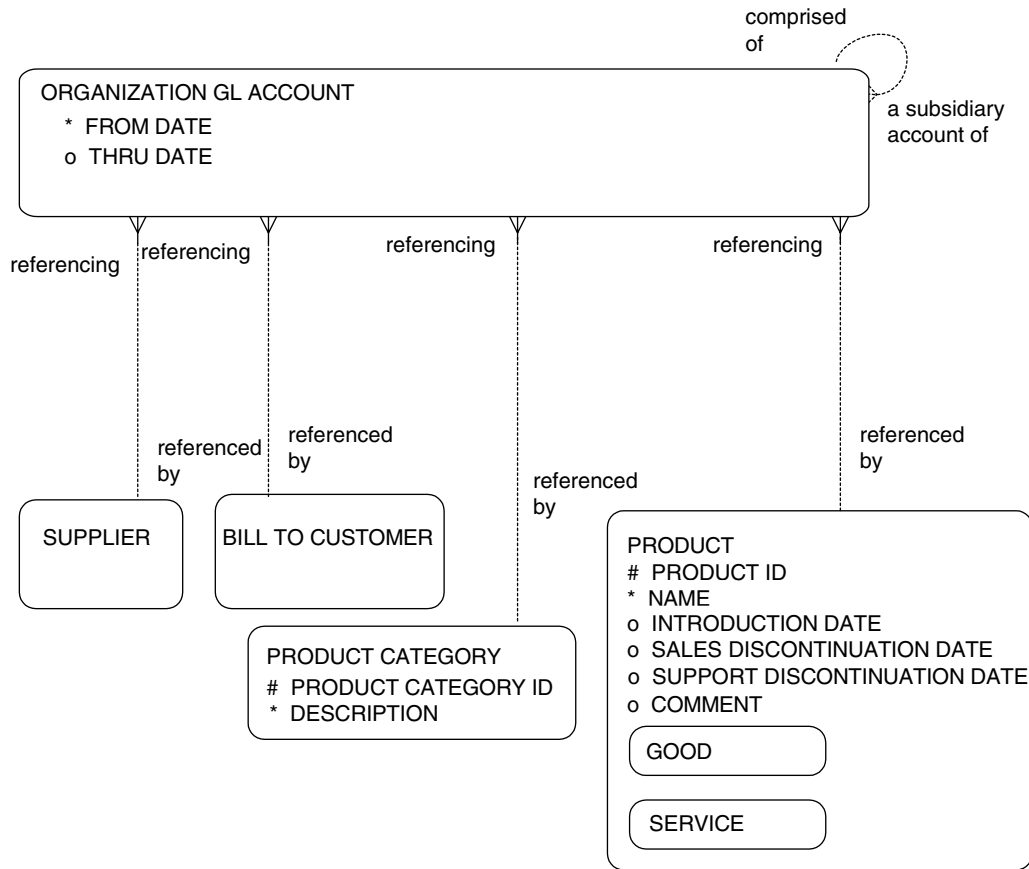 comprised
of
ORGANIZATION GL ACCOUNT
* FROM DATE
o THRU DATE
a subsidiary
account of
referencing
referencing
referencing
referencing
referenced
by
referenced
by
referenced
by
referenced
by
SUPPLIER
BILL TO CUSTOMER
PRODUCT CATEGORY
# PRODUCT CATEGORY ID
* DESCRIPTION
PRODUCT
# PRODUCT ID
* NAME
o INTRODUCTION DATE
o SALES DISCONTINUATION DATE
o SUPPORT DISCONTINUATION DATE
o COMMENT
GOOD
SERVICE